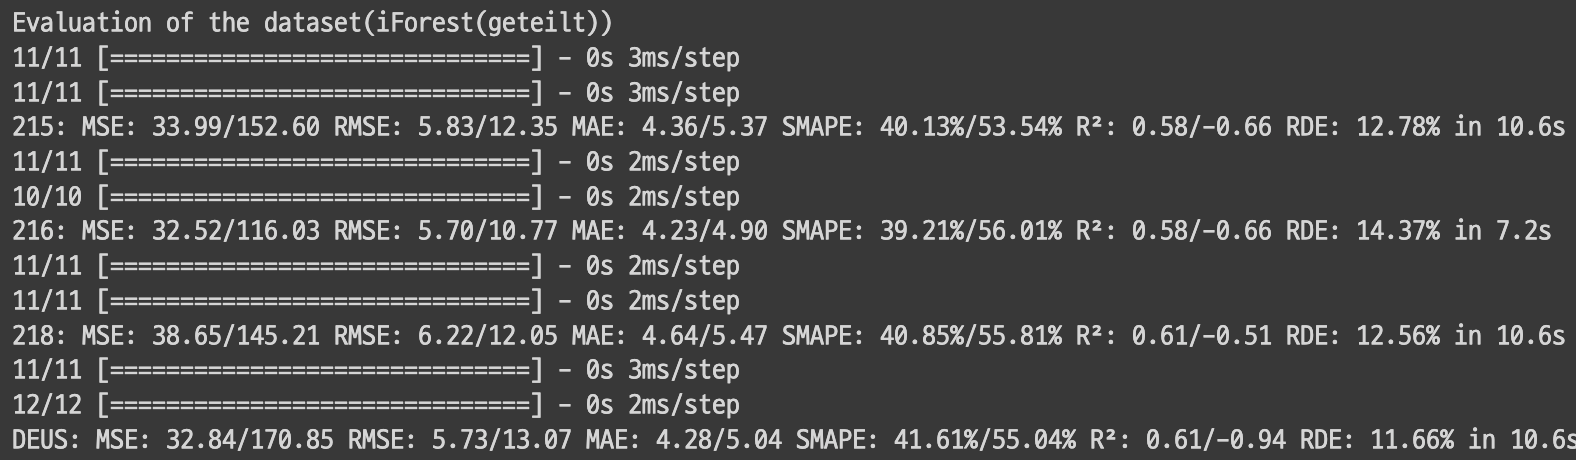 Evaluation of the dataset(iForest(geteilt))
11/11 [==============================] - 0s 3ms/step
11/11 [==============================] - 0s 3ms/step
215: MSE: 33.99/152.60 RMSE: 5.83/12.35 MAE: 4.36/5.37 SMAPE: 40.13%/53.54% R²: 0.58/-0.66 RDE: 12.78% in 10.6s
11/11 [==============================] - 0s 2ms/step
10/10 [==============================] - 0s 2ms/step
216: MSE: 32.52/116.03 RMSE: 5.70/10.77 MAE: 4.23/4.90 SMAPE: 39.21%/56.01% R²: 0.58/-0.66 RDE: 14.37% in 7.2s
11/11 [==============================] - 0s 2ms/step
11/11 [==============================] - 0s 2ms/step
218: MSE: 38.65/145.21 RMSE: 6.22/12.05 MAE: 4.64/5.47 SMAPE: 40.85%/55.81% R²: 0.61/-0.51 RDE: 12.56% in 10.6s
11/11 [==============================] - 0s 3ms/step
12/12 [==============================] - 0s 2ms/step
DEUS: MSE: 32.84/170.85 RMSE: 5.73/13.07 MAE: 4.28/5.04 SMAPE: 41.61%/55.04% R²: 0.61/-0.94 RDE: 11.66% in 10.6s